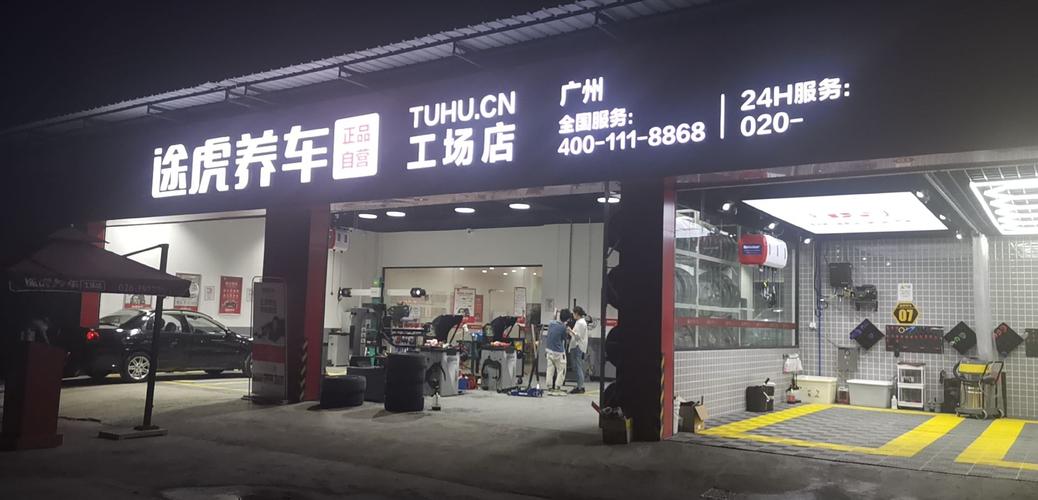 途虎养车
正品
自营
TUHU.CN
工场店
广州
全国服务:
400-111-8868
24H服务:
020-
07